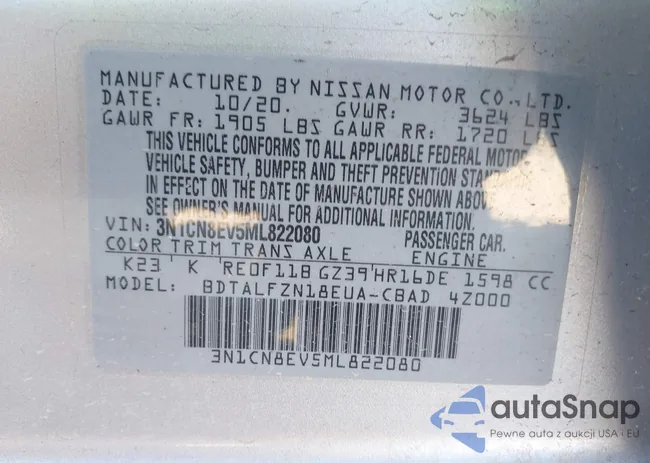 MANUFACTURED BY NISSAN MOTOR CO., LTD.
DATE: 10/20. GVWR: 3624 LBS
GAWR FR: 1905 LBS GAWR RR: 1720 LBS
THIS VEHICLE CONFORMS TO ALL APPLICABLE FEDERAL MOTOR
VEHICLE SAFETY, BUMPER AND THEFT PREVENTION STANDARDS
IN EFFECT ON THE DATE OF MANUFACTURE SHOWN ABOVE.
SEE OWNER'S MANUAL FOR ADDITIONAL INFORMATION.
VIN: 3N1CN8EV5ML822080 PASSENGER CAR.
COLOR TRIM TRANS AXLE ENGINE
K23 K RE0F11B GZ39 HR16DE 1598 CC
MODEL: BDTALFZN18EUA-CBAD 4Z000
3N1CN8EV5ML822080
autaSnap
Pewne auta z aukcji USA · EU